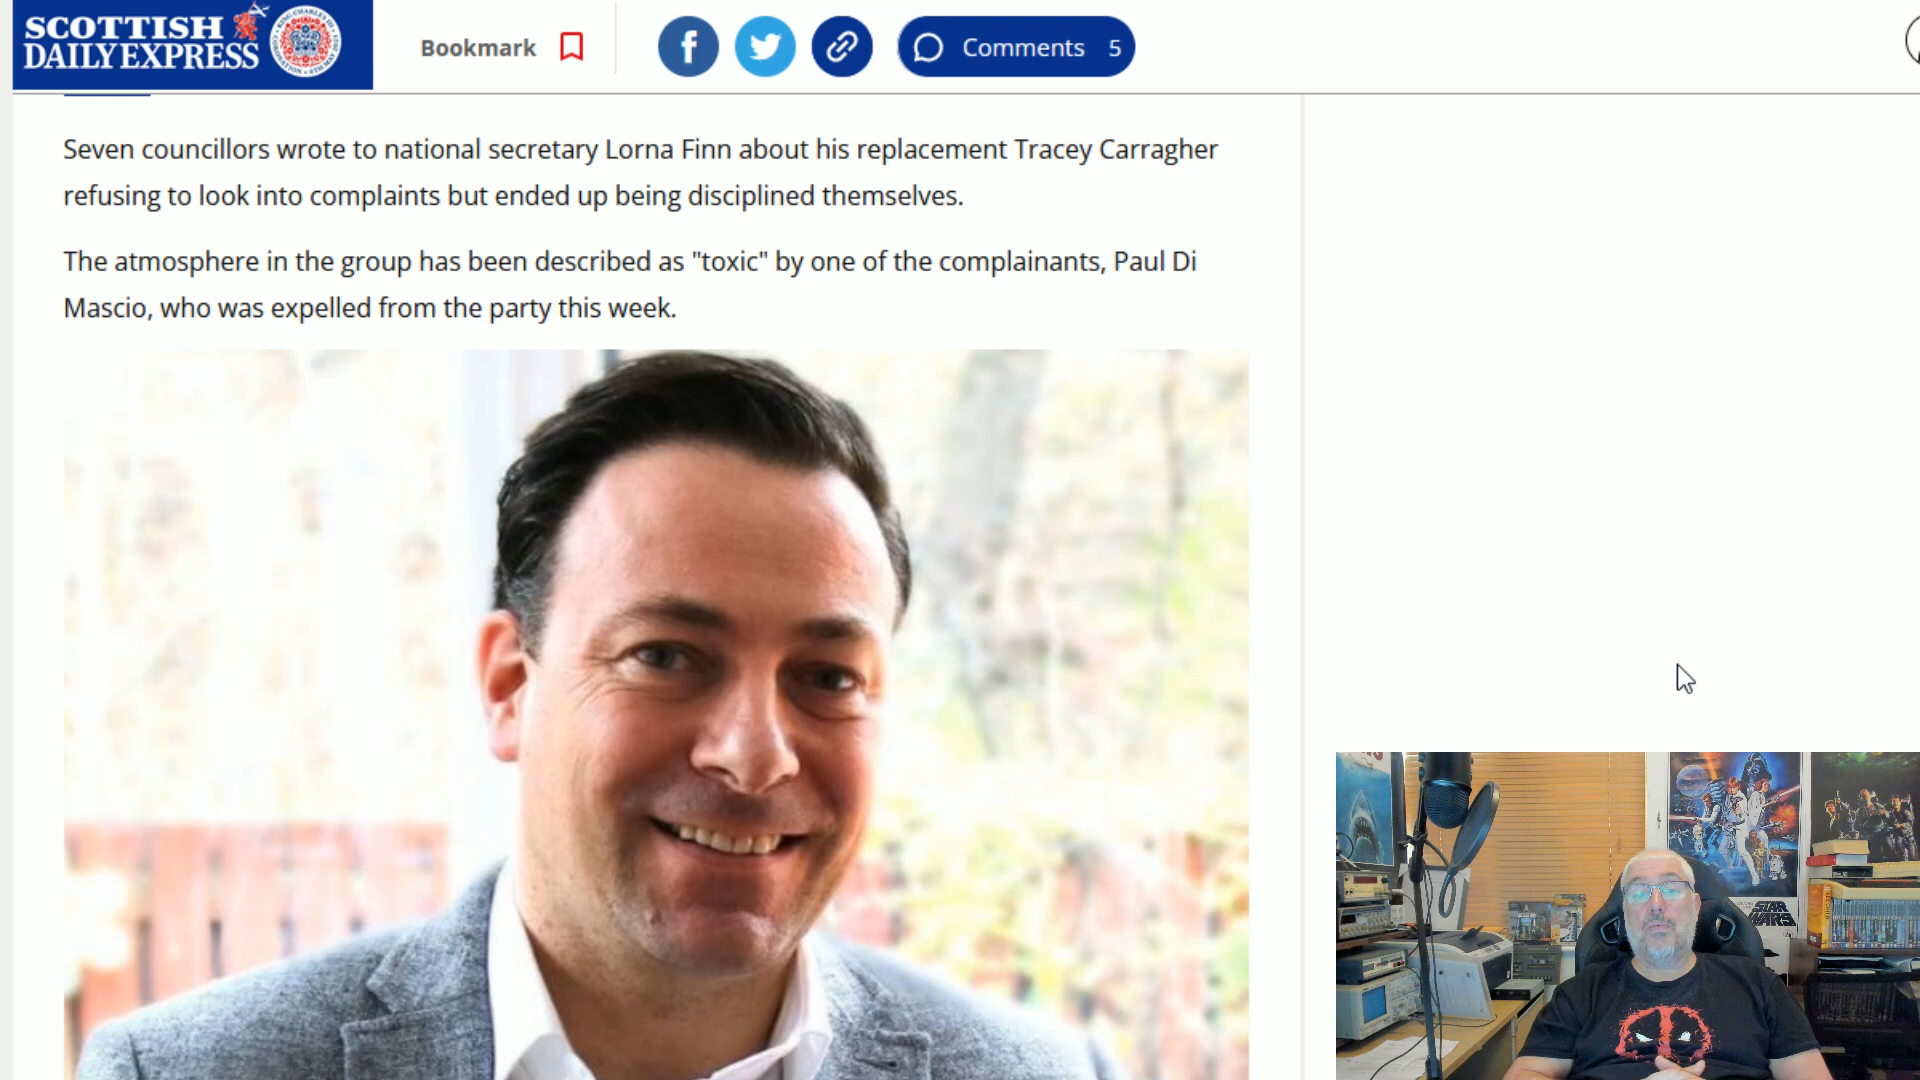 SCOTTISH
DAILY EXPRESS
Bookmark
Comments 5
Seven councillors wrote to national secretary Lorna Finn about his replacement Tracey Carragher
refusing to look into complaints but ended up being disciplined themselves.
The atmosphere in the group has been described as "toxic" by one of the complainants, Paul Di
Mascio, who was expelled from the party this week.
STAR
WARS